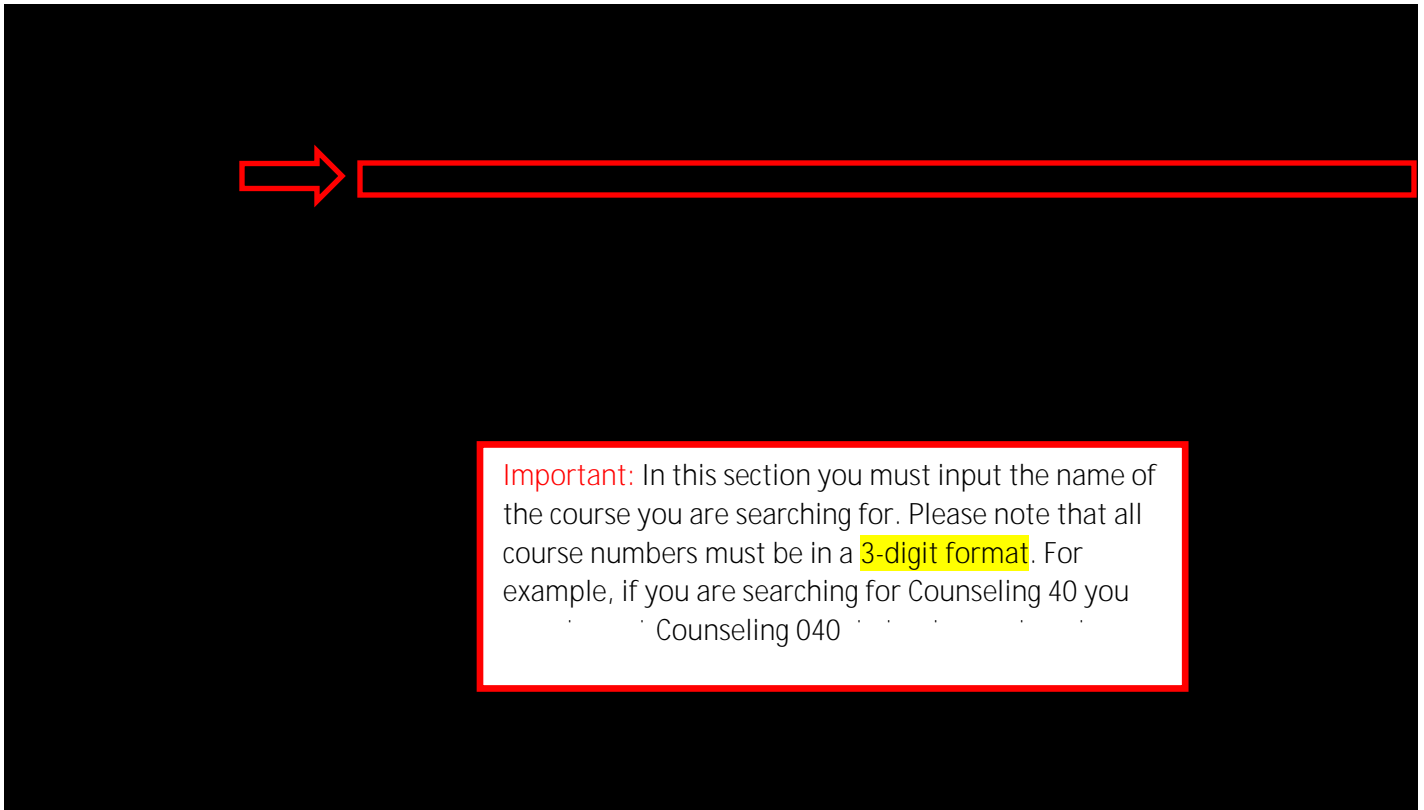 Important: In this section you must input the name of
the course you are searching for. Please note that all
course numbers must be in a 3-digit format. For
example, if you are searching for Counseling 40 you
Counseling 040